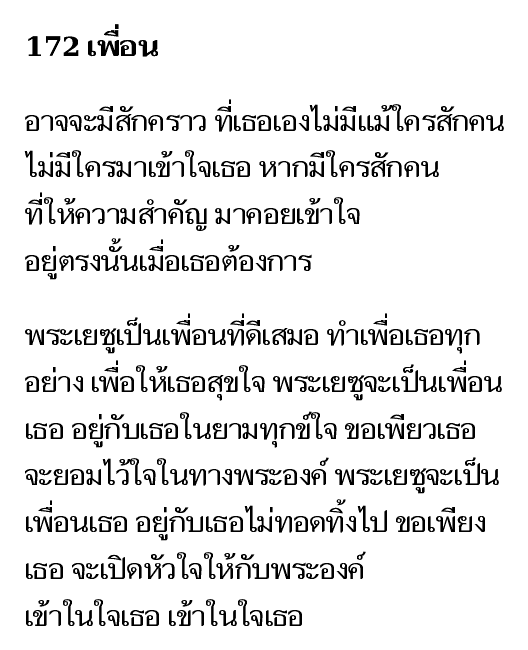 172 เพื่อน
อาจจะมีสักคราว ที่เธอเองไม่มีแม้ใครสักคน
ไม่มีใครมาเข้าใจเธอ หากมีใครสักคน
ที่ให้ความสำคัญ มาคอยเข้าใจ
อยู่ตรงนั้นเมื่อเธอต้องการ
พระเยซูเป็นเพื่อนที่ดีเสมอ ทำเพื่อเธอทุก
อย่าง เพื่อให้เธอสุขใจ พระเยซูจะเป็นเพื่อน
เธอ อยู่กับเธอในยามทุกข์ใจ ขอเพียวเธอ
จะยอมไว้ใจในทางพระองค์ พระเยซูจะเป็น
เพื่อนเธอ อยู่กับเธอไม่ทอดทิ้งไป ขอเพียง
เธอ จะเปิดหัวใจให้กับพระองค์
เข้าในใจเธอ เข้าในใจเธอ